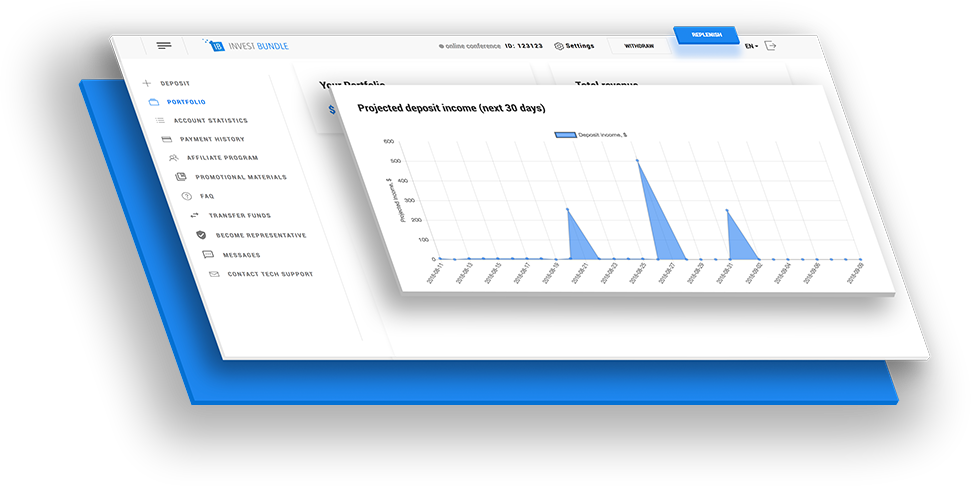 IB INVEST BUNDLE
online conference ID: 123123 Settings WITHDRAW REPLENISH EN
DEPOSIT
PORTFOLIO
ACCOUNT STATISTICS
PAYMENT HISTORY
AFFILIATE PROGRAM
PROMOTIONAL MATERIALS
FAQ
TRANSFER FUNDS
BECOME REPRESENTATIVE
MESSAGES
CONTACT TECH SUPPORT
Your Portfolio
$
Total revenue
Projected deposit income (next 30 days)
Deposit income, $
Projected income, $
600
500
400
300
200
100
0
2018-08-11
2018-08-13
2018-08-15
2018-08-17
2018-08-19
2018-08-21
2018-08-23
2018-08-25
2018-08-27
2018-08-29
2018-08-31
2018-09-02
2018-09-04
2018-09-06
2018-09-09